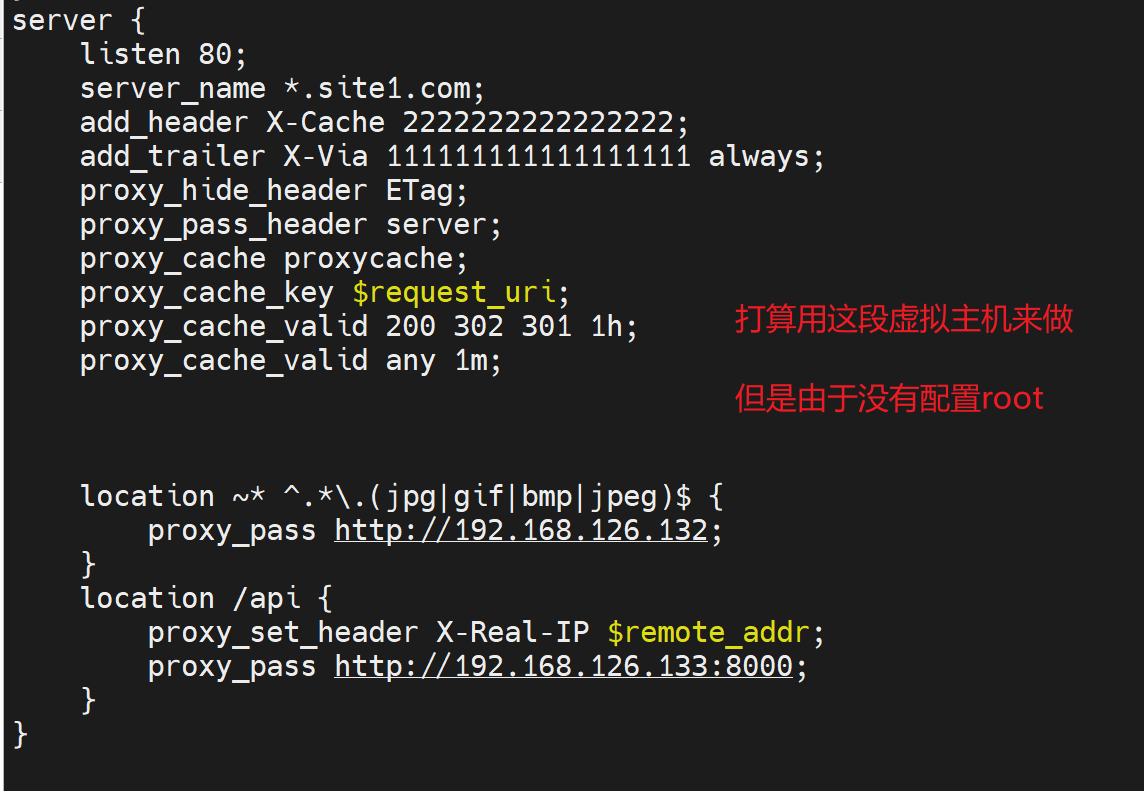 server {
    listen 80;
    server_name *.site1.com;
    add_header X-Cache 2222222222222222;
    add_trailer X-Via 111111111111111111 always;
    proxy_hide_header ETag;
    proxy_pass_header server;
    proxy_cache proxycache;
    proxy_cache_key $request_uri;
    proxy_cache_valid 200 302 301 1h;
    proxy_cache_valid any 1m;
打算用这段虚拟主机来做
但是由于没有配置root
    location ~* ^.*\.(jpg|gif|bmp|jpeg)$ {
        proxy_pass http://192.168.126.132;
    }
    location /api {
        proxy_set_header X-Real-IP $remote_addr;
        proxy_pass http://192.168.126.133:8000;
    }
}